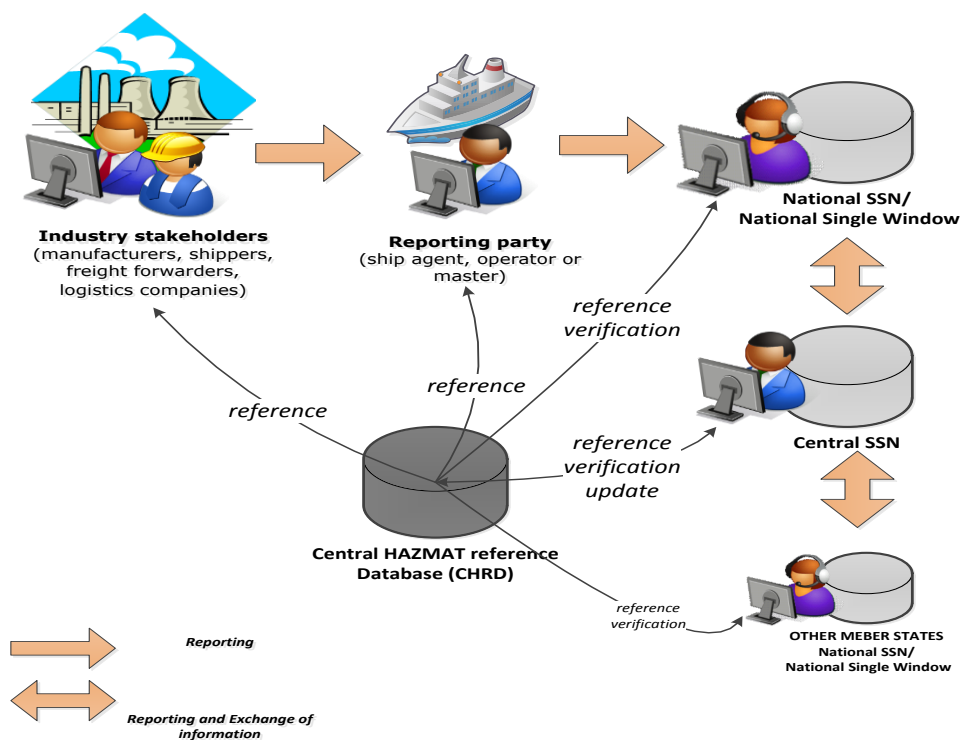 Industry stakeholders
(manufacturers, shippers,
freight forwarders,
logistics companies)
Reporting party
(ship agent, operator or
master)
National SSN/
National Single Window
reference
verification
reference
reference
reference
verification
update
Central SSN
Central HAZMAT reference
Database (CHRD)
reference
verification
OTHER MEBER STATES
National SSN/
National Single Window
Reporting
Reporting and Exchange of
information